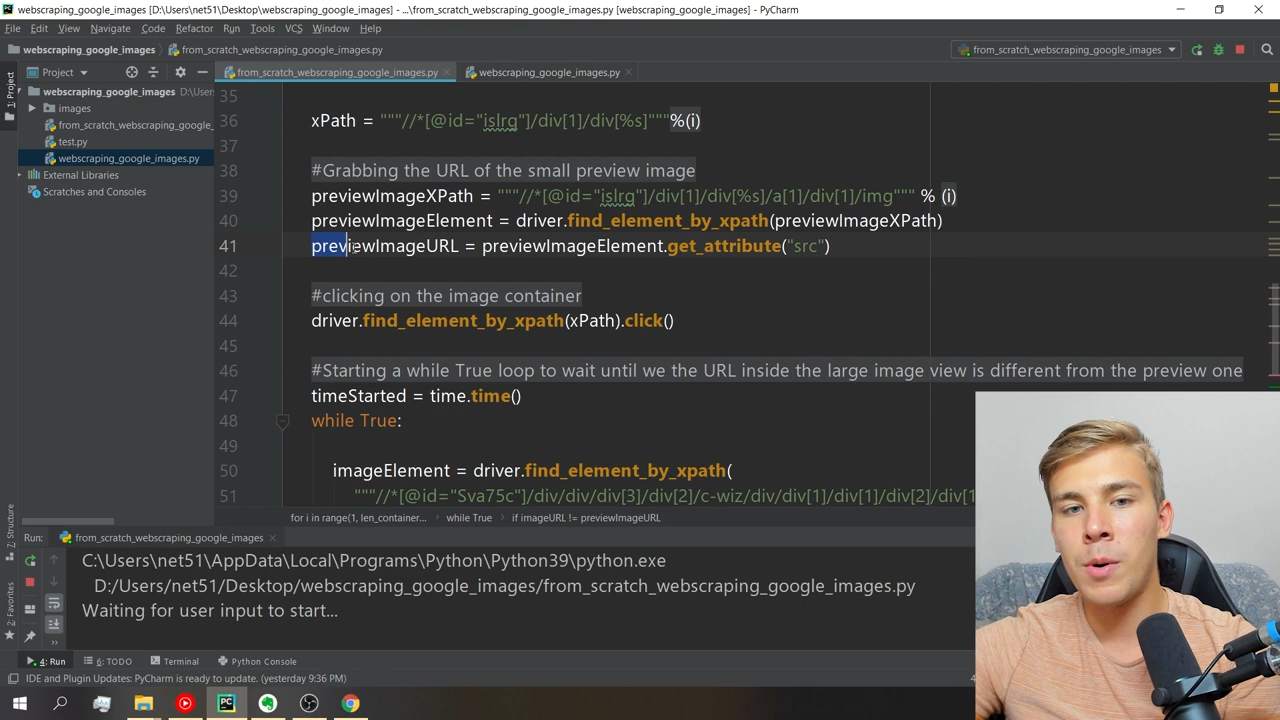 webscraping_google_images [D:\Users\net51\Desktop\webscraping_google_images] - ...\from_scratch_webscraping_google_images.py [webscraping_google_images] - PyCharm
File Edit View Navigate Code Refactor Run Tools VCS Window Help
webscraping_google_images from_scratch_webscraping_google_images.py from_scratch_webscraping_google_images
1: Project
Project from_scratch_webscraping_google_images.py webscraping_google_images.py
webscraping_google_images D:\Users
images
from_scratch_webscraping_google_
test.py
webscraping_google_images.py
External Libraries
Scratches and Consoles
35
36 xPath = """//*[@id="islrg"]/div[1]/div[%s]"""%(i)
37
38 #Grabbing the URL of the small preview image
39 previewImageXPath = """//*[@id="islrg"]/div[1]/div[%s]/a[1]/div[1]/img""" % (i)
40 previewImageElement = driver.find_element_by_xpath(previewImageXPath)
41 previewImageURL = previewImageElement.get_attribute("src")
42
43 #clicking on the image container
44 driver.find_element_by_xpath(xPath).click()
45
46 #Starting a while True loop to wait until we the URL inside the large image view is different from the preview one
47 timeStarted = time.time()
48 while True:
49
50 imageElement = driver.find_element_by_xpath(
51 """//*[@id="Sva75c"]/div/div/div[3]/div[2]/c-wiz/div/div[1]/div[1]/div[2]/div[1
for i in range(1, len_container... while True if imageURL != previewImageURL
7: Structure
2: Favorites
Run: from_scratch_webscraping_google_images
C:\Users\net51\AppData\Local\Programs\Python\Python39\python.exe
D:/Users/net51/Desktop/webscraping_google_images/from_scratch_webscraping_google_images.py
Waiting for user input to start...
4: Run 6: TODO Terminal Python Console
IDE and Plugin Updates: PyCharm is ready to update. (yesterday 9:36 PM)